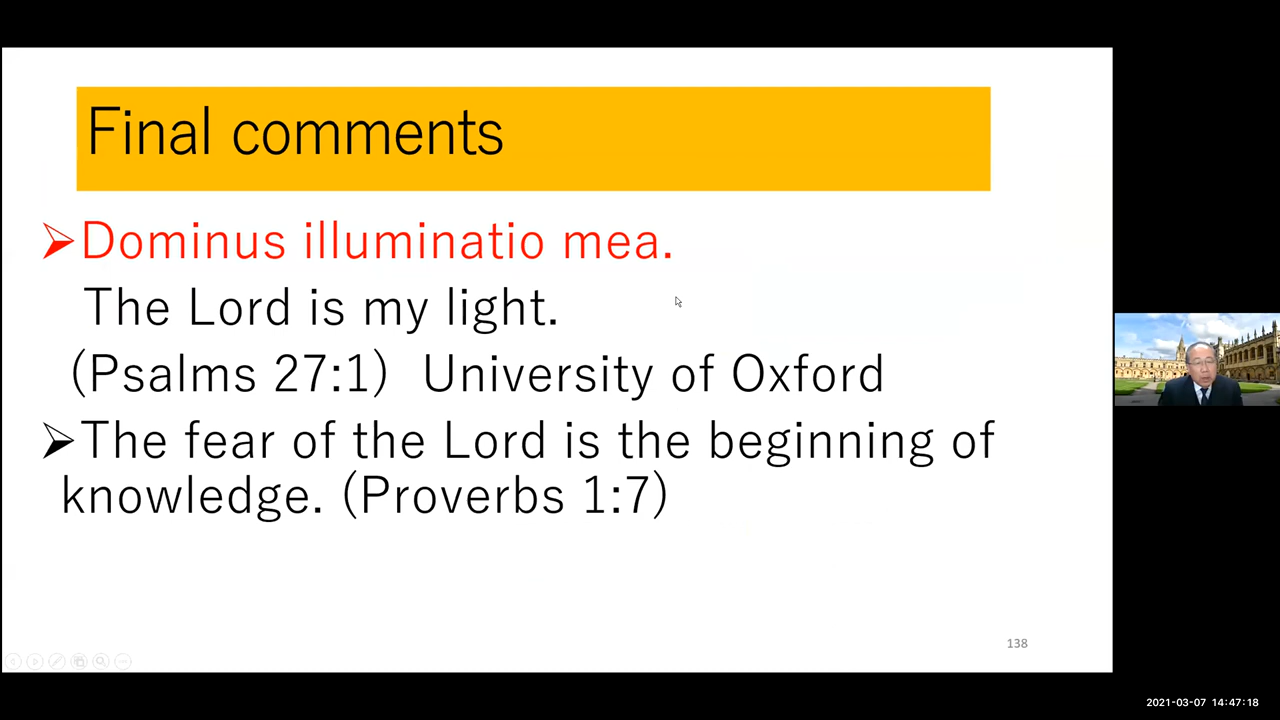 Final comments
Dominus illuminatio mea.
The Lord is my light.
(Psalms 27:1) University of Oxford
The fear of the Lord is the beginning of
knowledge. (Proverbs 1:7)
138
2021-03-07 14:47:18